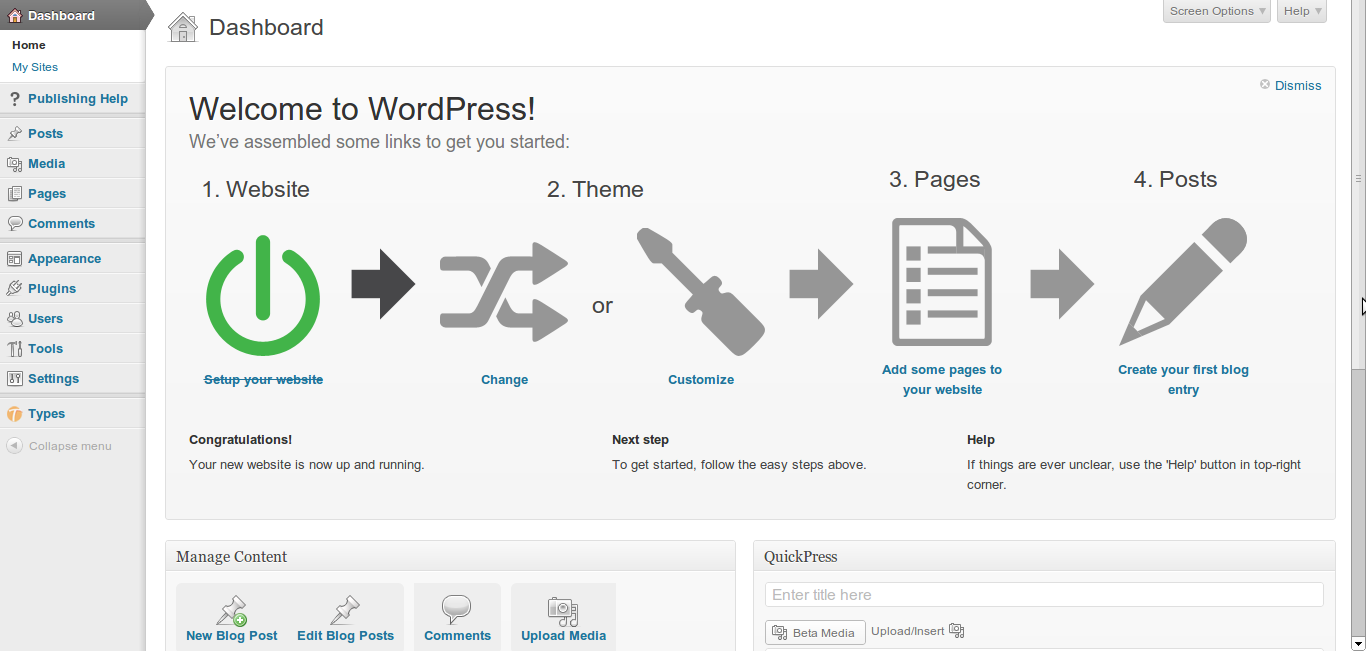 Dashboard
Home
My Sites
Publishing Help
Posts
Media
Pages
Comments
Appearance
Plugins
Users
Tools
Settings
Types
Collapse menu
Screen Options
Help
Dashboard
Dismiss
Welcome to WordPress!
We've assembled some links to get you started:
1. Website
2. Theme
3. Pages
4. Posts
or
Setup your website
Change
Customize
Add some pages to
your website
Create your first blog
entry
Congratulations!
Your new website is now up and running.
Next step
To get started, follow the easy steps above.
Help
If things are ever unclear, use the 'Help' button in top-right
corner.
Manage Content
New Blog Post
Edit Blog Posts
Comments
Upload Media
QuickPress
Enter title here
Beta Media
Upload/Insert